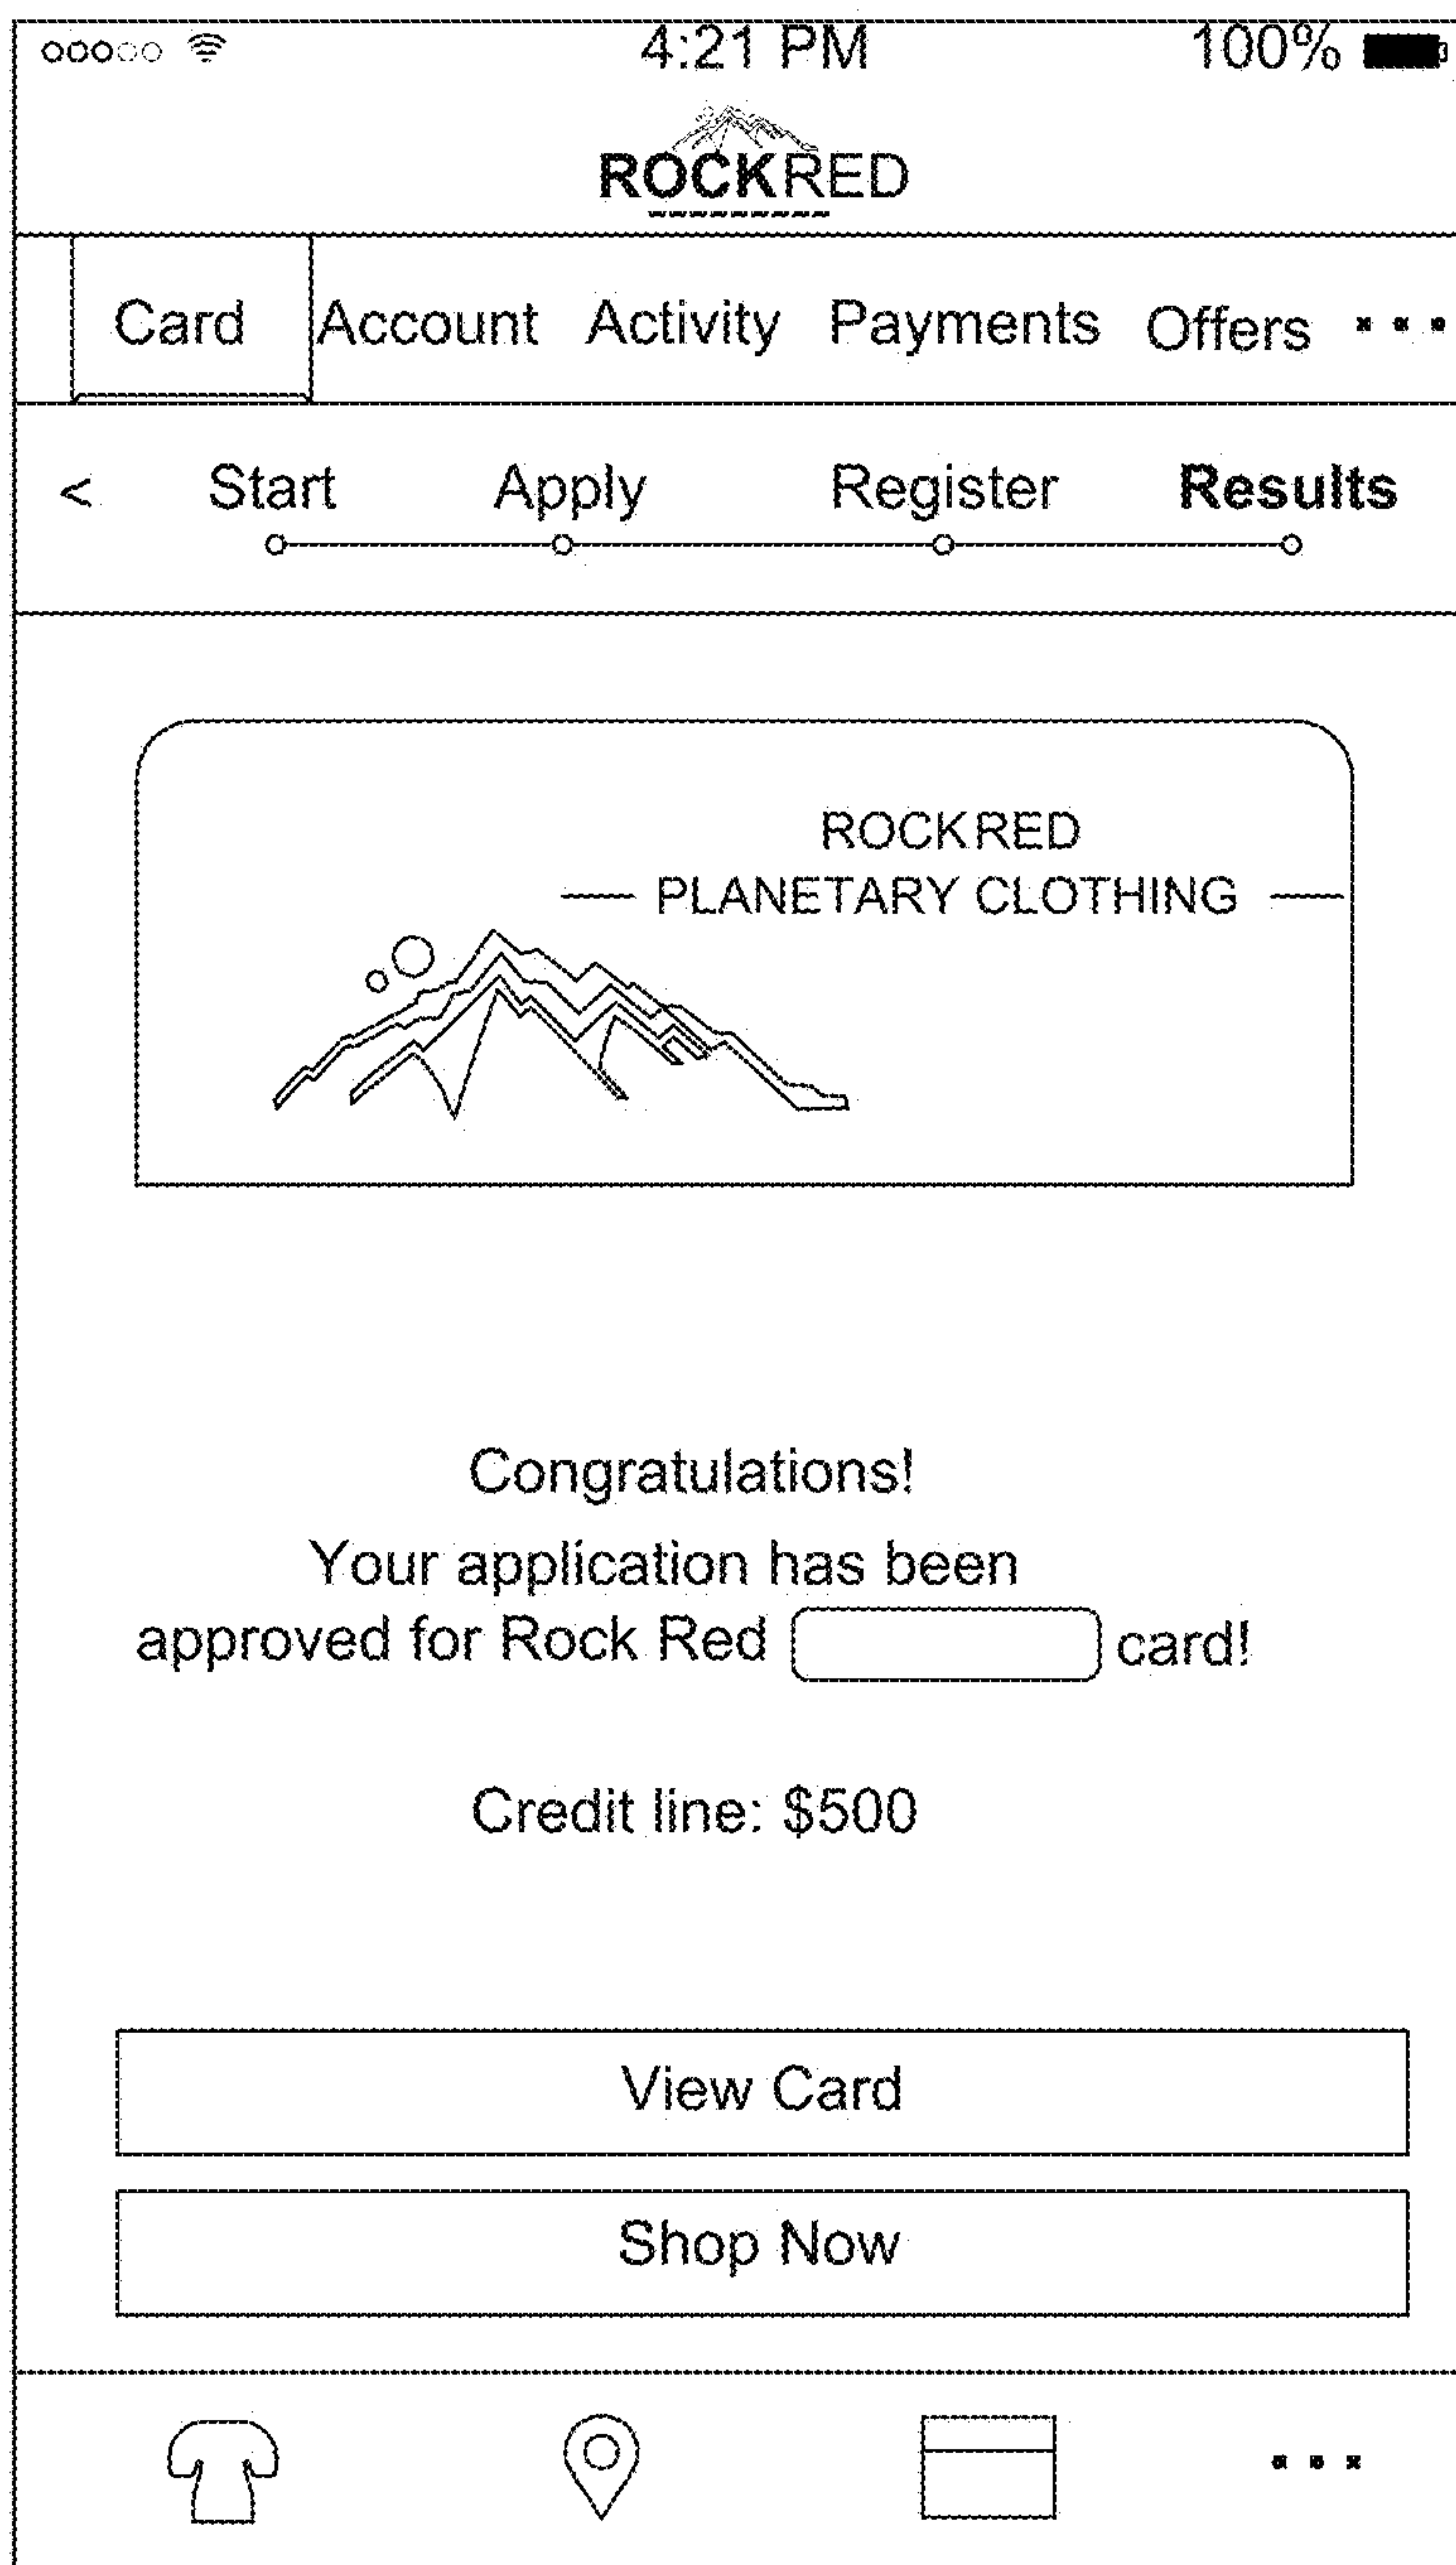 4:21 PM 100%
ROCKRED
Card Account Activity Payments Offers ...
< Start Apply Register Results
ROCKRED
PLANETARY CLOTHING
Congratulations!
Your application has been
approved for Rock Red card!
Credit line: $500
View Card
Shop Now
...